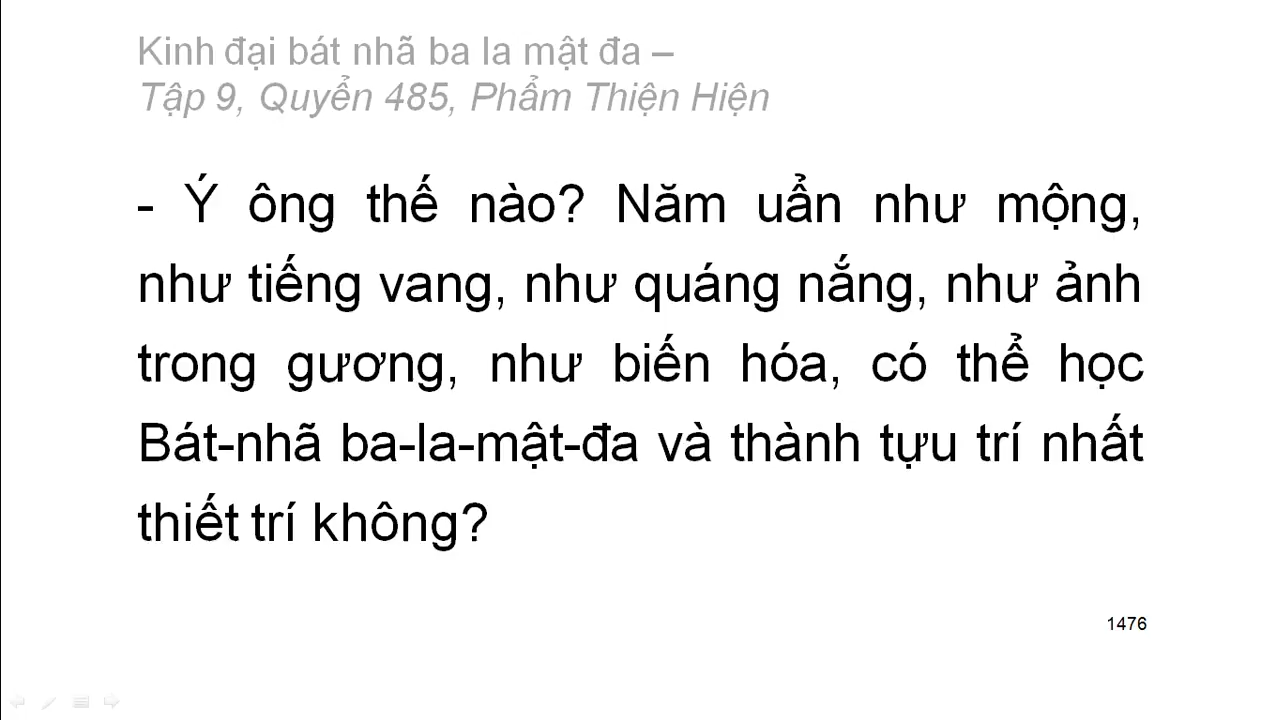 Kinh đại bát nhã ba la mật đa –
Tập 9, Quyển 485, Phẩm Thiện Hiện
- Ý ông thế nào? Năm uẩn như mộng,
như tiếng vang, như quáng nắng, như ảnh
trong gương, như biến hóa, có thể học
Bát-nhã ba-la-mật-đa và thành tựu trí nhất
thiết trí không?
1476